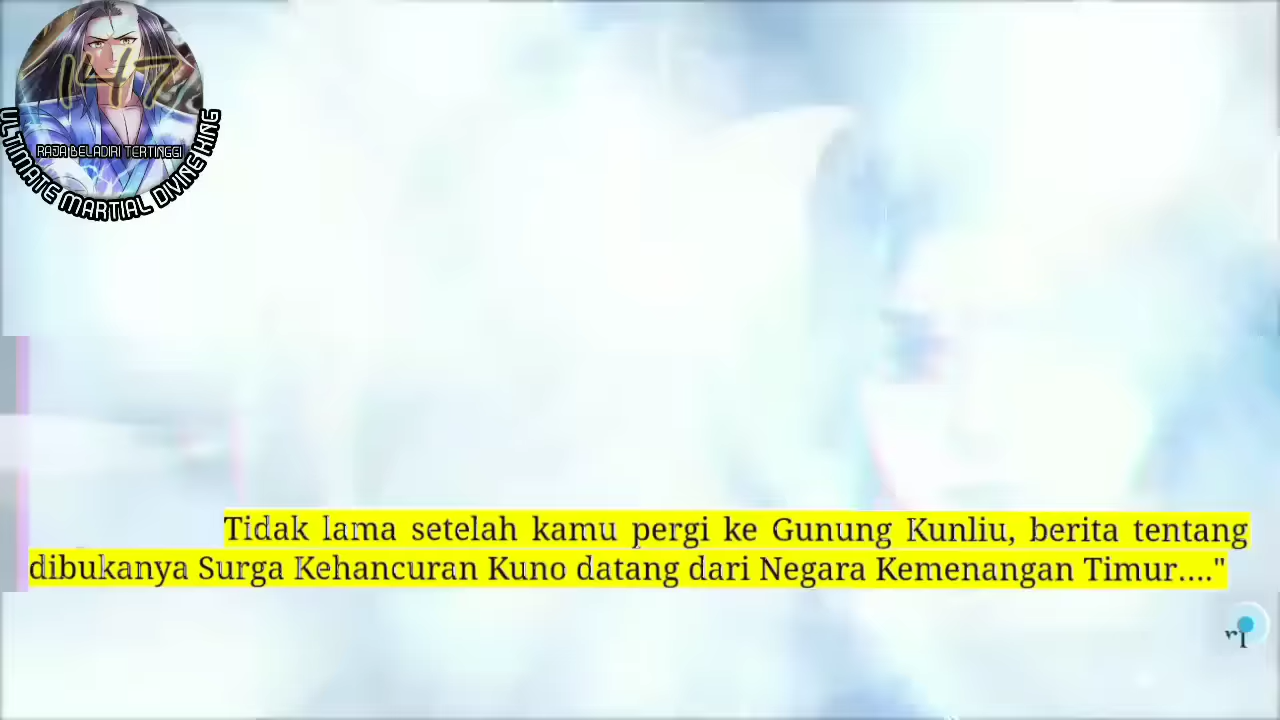 RAJA BELADIRI TERTINGGI
ULTIMATE MARTIAL DIVINE KING
Tidak lama setelah kamu pergi ke Gunung Kunliu, berita tentang
dibukanya Surga Kehancuran Kuno datang dari Negara Kemenangan Timur...."